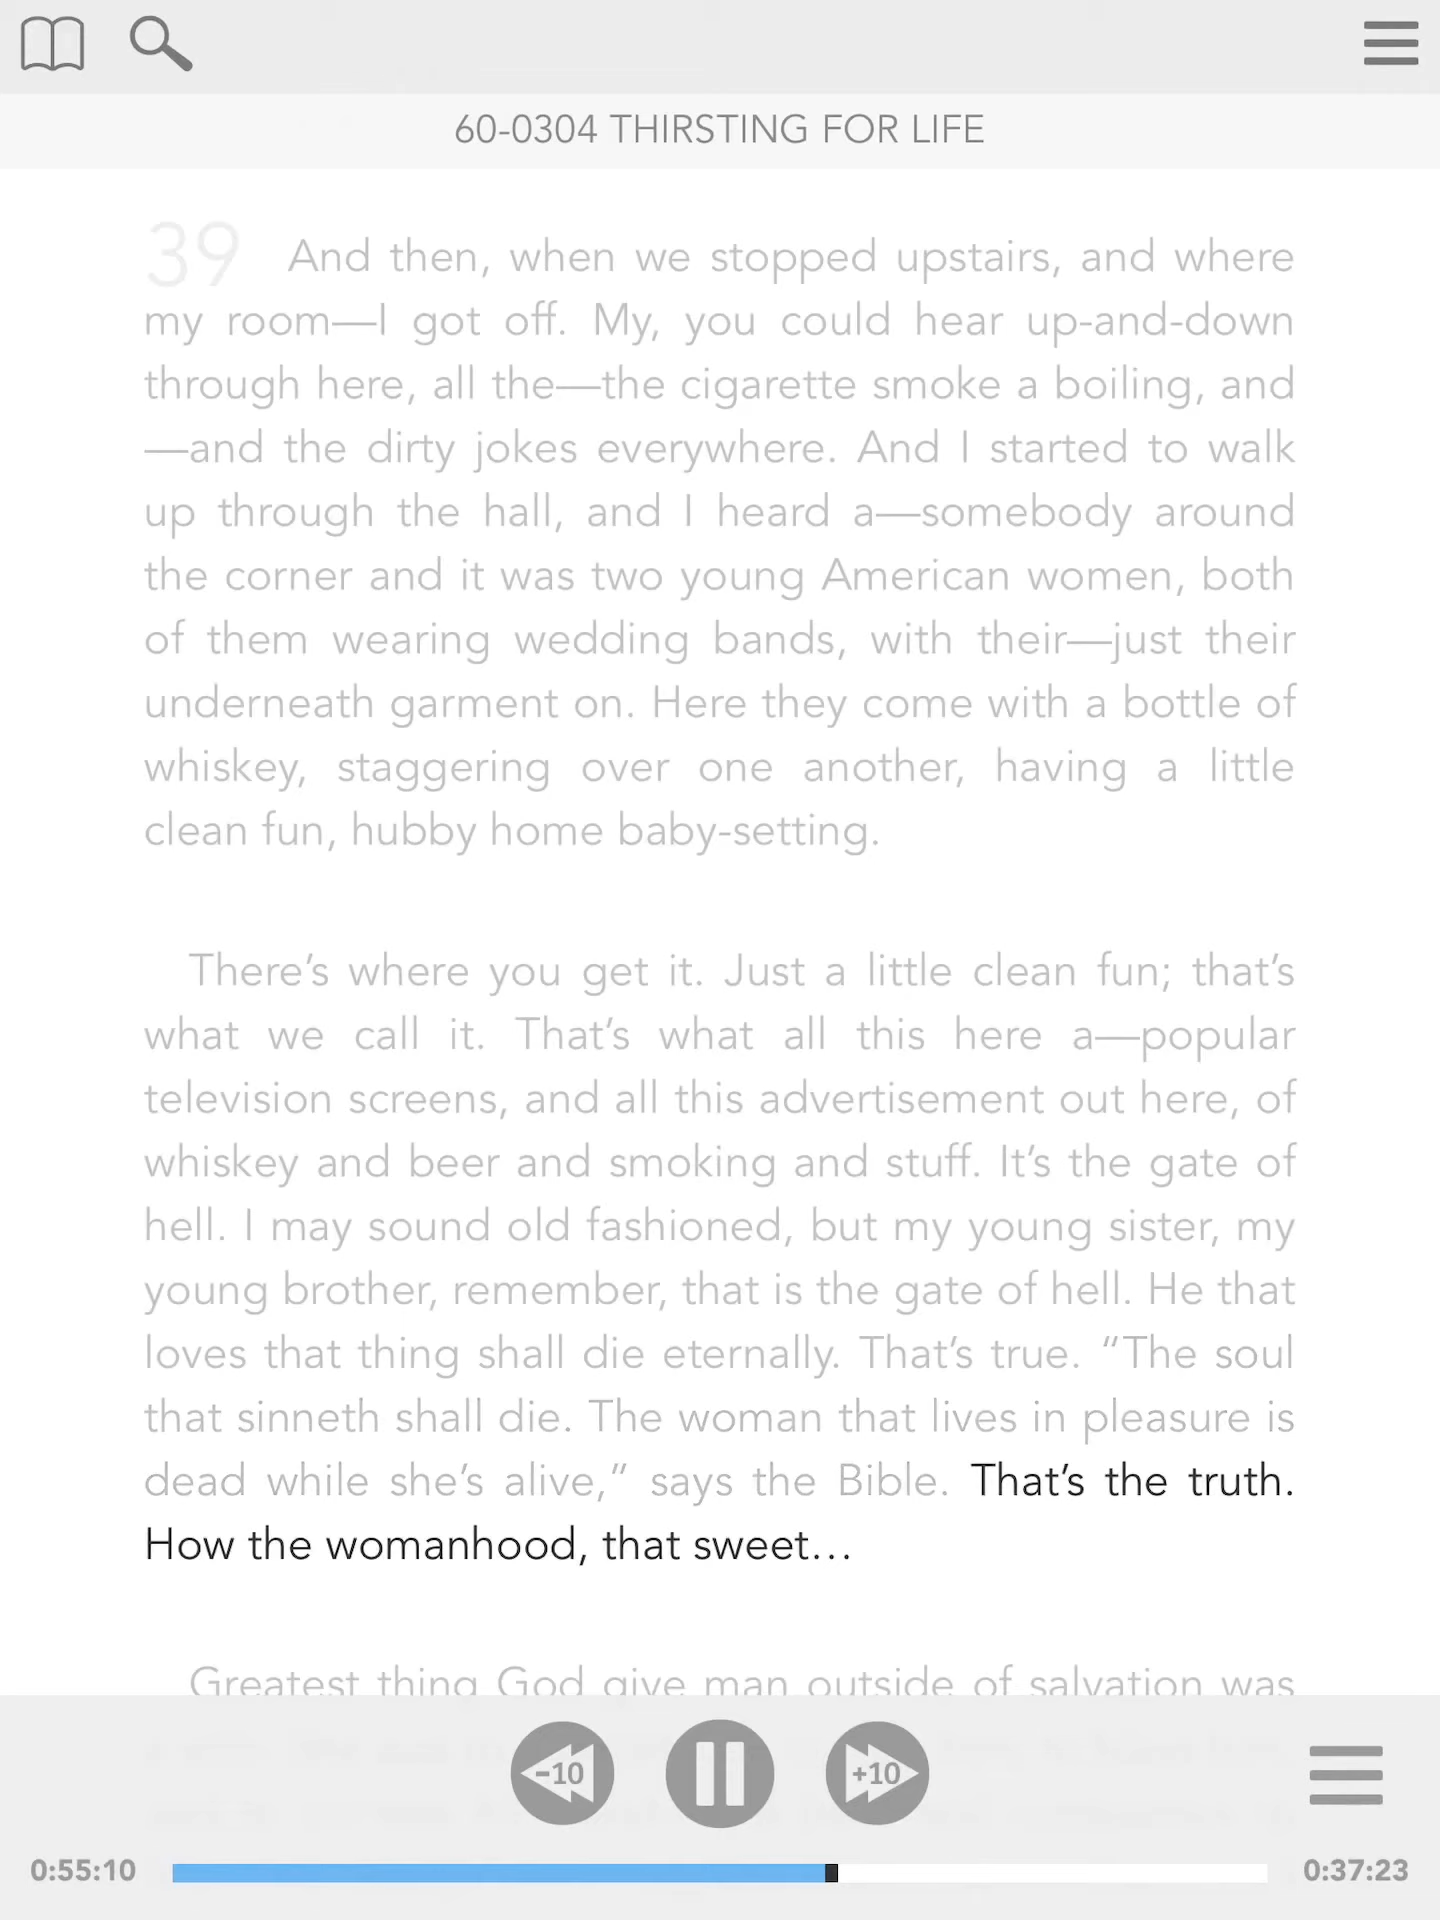 60-0304 THIRSTING FOR LIFE
39 And then, when we stopped upstairs, and where
my room—I got off. My, you could hear up-and-down
through here, all the—the cigarette smoke a boiling, and
—and the dirty jokes everywhere. And I started to walk
up through the hall, and I heard a—somebody around
the corner and it was two young American women, both
of them wearing wedding bands, with their—just their
underneath garment on. Here they come with a bottle of
whiskey, staggering over one another, having a little
clean fun, hubby home baby-setting.
There’s where you get it. Just a little clean fun; that’s
what we call it. That’s what all this here a—popular
television screens, and all this advertisement out here, of
whiskey and beer and smoking and stuff. It’s the gate of
hell. I may sound old fashioned, but my young sister, my
young brother, remember, that is the gate of hell. He that
loves that thing shall die eternally. That’s true. “The soul
that sinneth shall die. The woman that lives in pleasure is
dead while she’s alive,” says the Bible. That’s the truth.
How the womanhood, that sweet…
Greatest thing God give man outside of salvation was
-10 +10
0:55:10 0:37:23